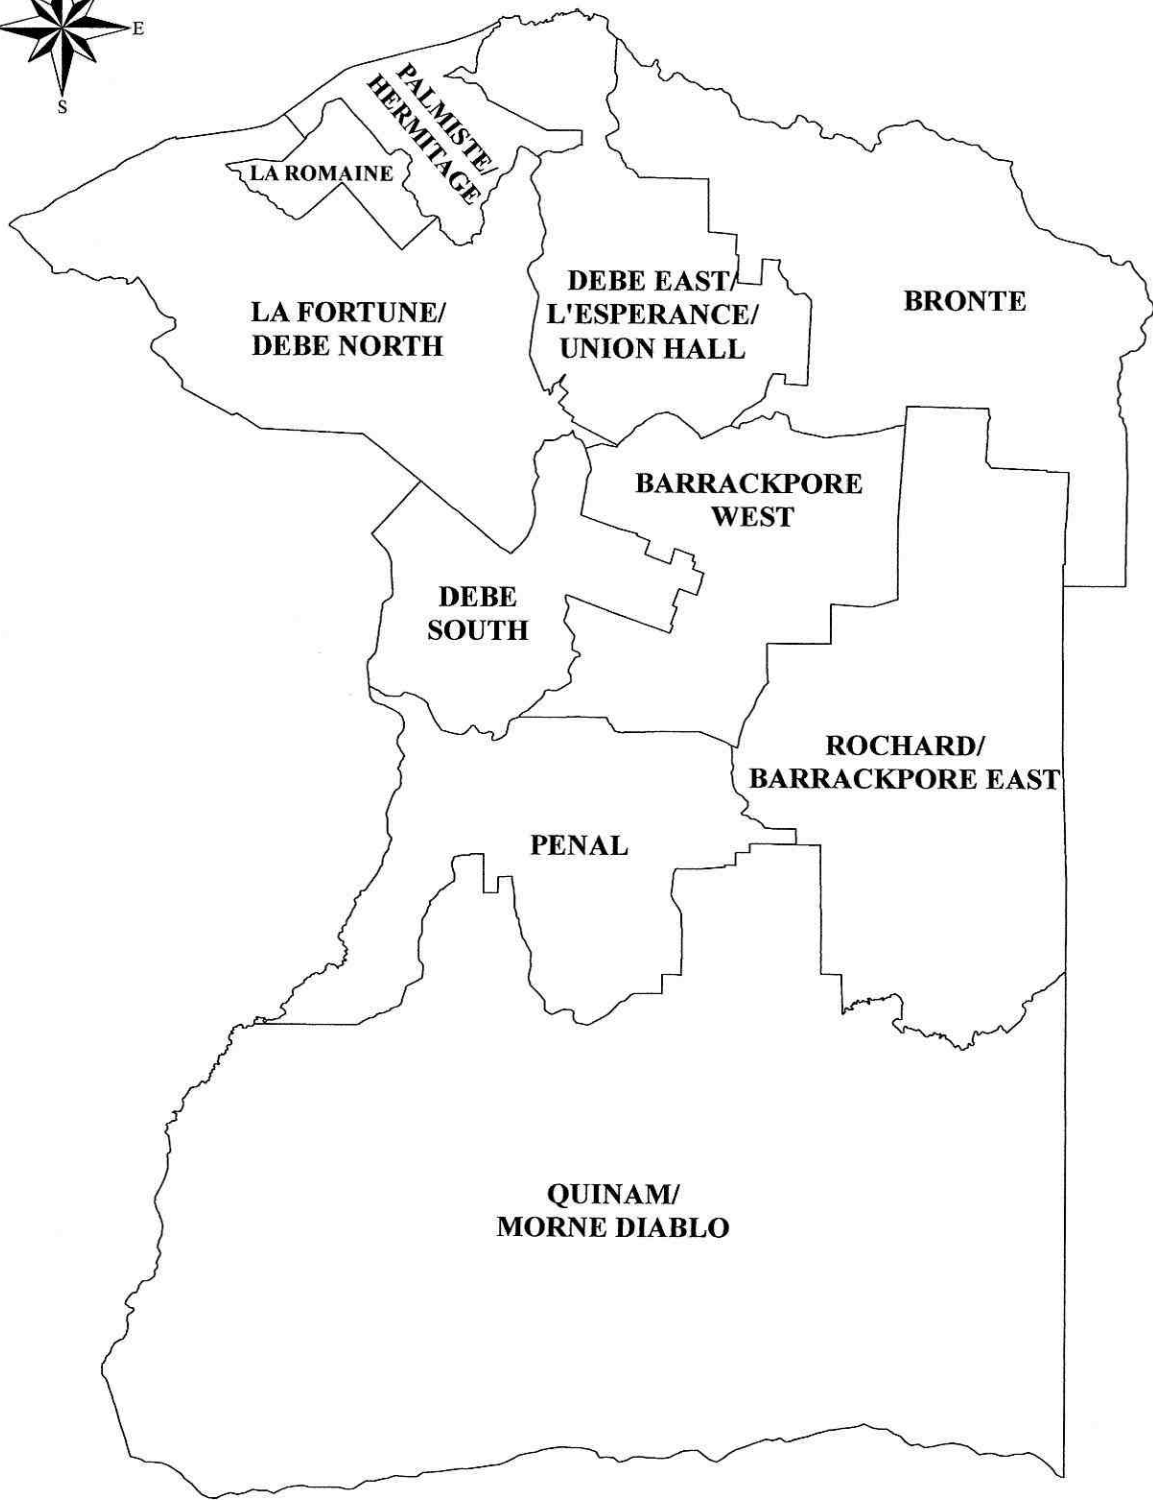 E
S
PALMISTE/
HERMITAGE
LA ROMAINE
DEBE EAST/
L'ESPERANCE/
UNION HALL
BRONTE
LA FORTUNE/
DEBE NORTH
BARRACKPORE
WEST
DEBE
SOUTH
ROCHARD/
BARRACKPORE EAST
PENAL
QUINAM/
MORNE DIABLO